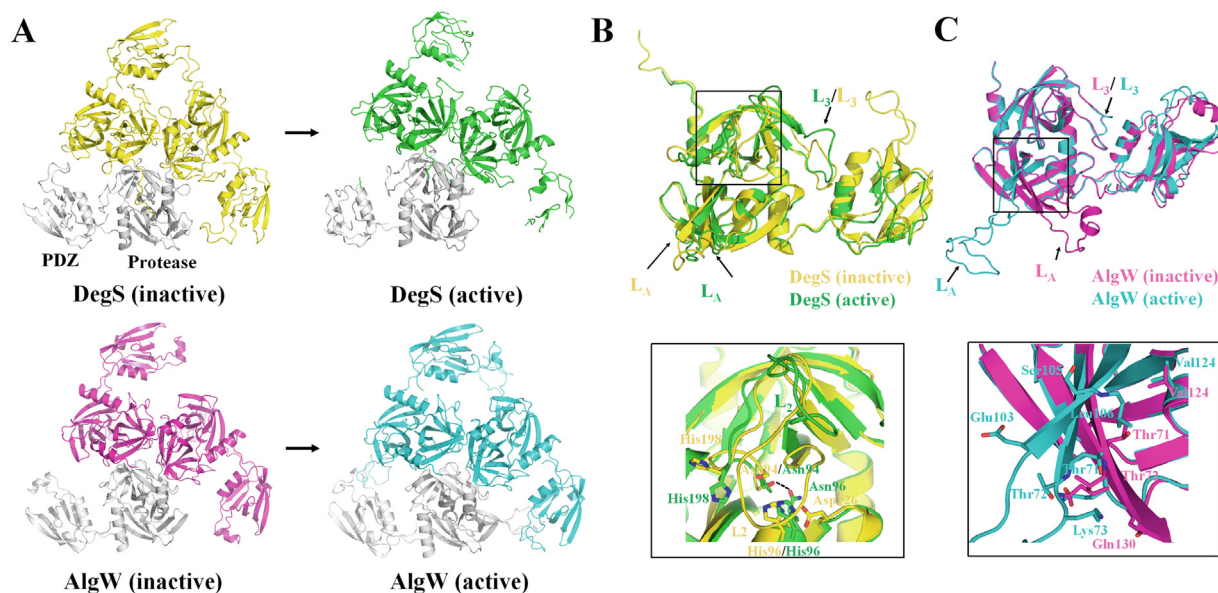 A
PDZ
Protease
DegS (inactive)
DegS (active)
AlgW (inactive)
AlgW (active)
B
L3/L3
LA
LA
DegS (inactive)
DegS (active)
L2
His198
/Asn94
Asn96
His198
L2
His96/His96
C
L3/L3
LA
LA
AlgW (inactive)
AlgW (active)
Ser105
Val124
Val124
Glu103
Thr71
Thr71
Thr72
Thr72
Lys73
Gln130